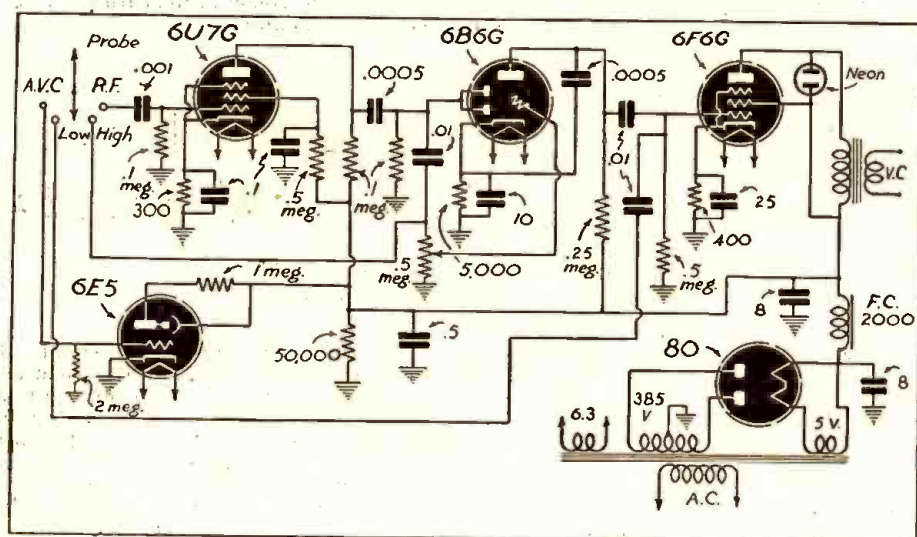 6U7G
6B6G
6F6G
Probe
A.V.C
R.F.
Low
High
.001
.1
meg.
300
.1
.5
meg.
.0005
.1
meg.
.01
.5
meg.
10
5,000
.0005
.01
.25
meg.
.5
meg.
25
400
Neon
V.C
6E5
1 meg.
2 meg.
50,000
.5
8
F.C.
2000
80
8
6.3
385
V
5 V.
A.C.